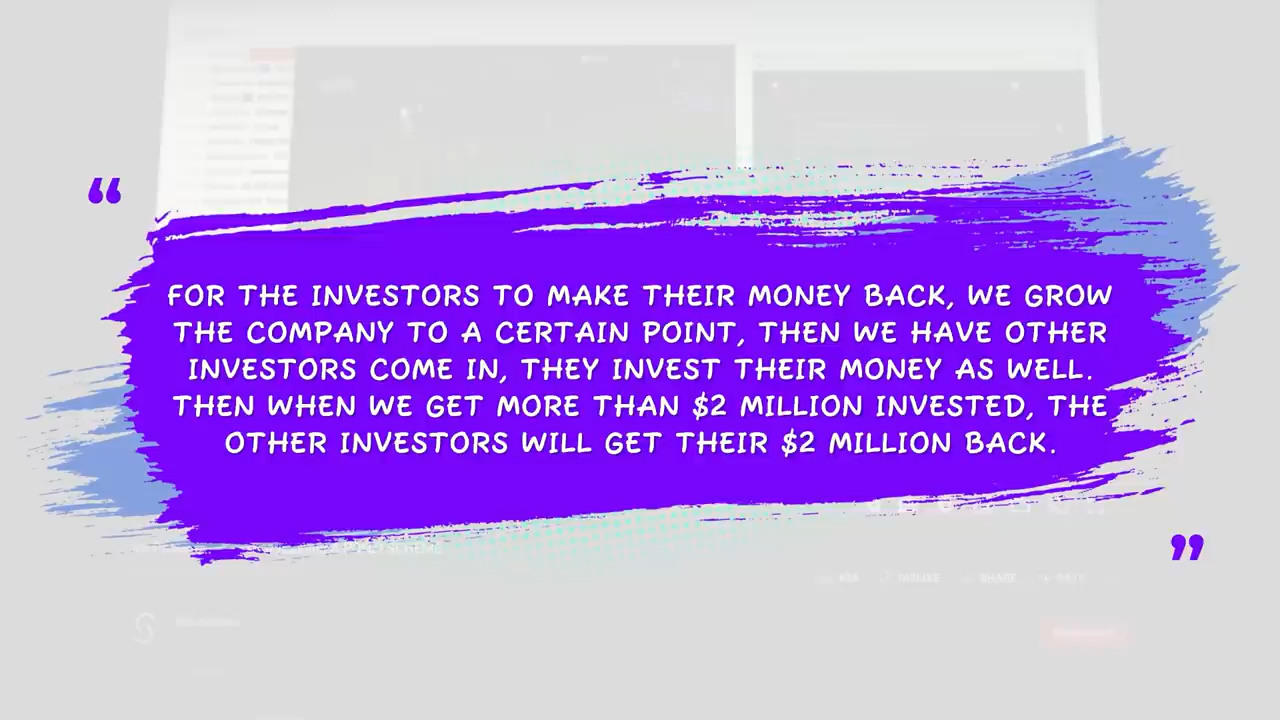 “
FOR THE INVESTORS TO MAKE THEIR MONEY BACK, WE GROW
THE COMPANY TO A CERTAIN POINT, THEN WE HAVE OTHER
INVESTORS COME IN, THEY INVEST THEIR MONEY AS WELL.
THEN WHEN WE GET MORE THAN $2 MILLION INVESTED, THE
OTHER INVESTORS WILL GET THEIR $2 MILLION BACK.
”
DISLIKE SHARE